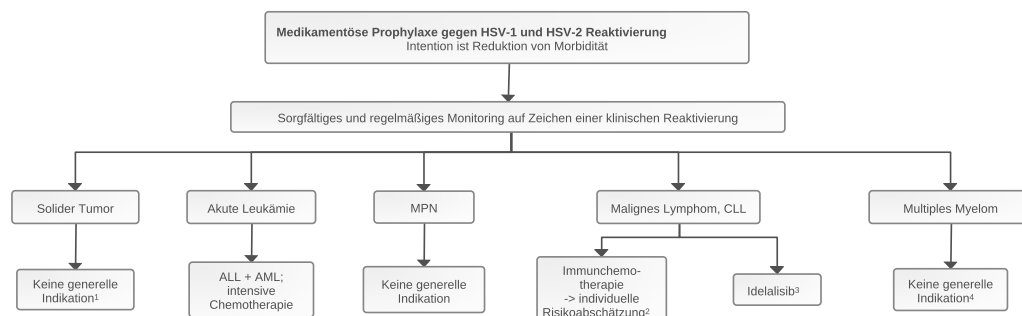 Medikamentöse Prophylaxe gegen HSV-1 und HSV-2 Reaktivierung
Intention ist Reduktion von Morbidität
Sorgfältiges und regelmäßiges Monitoring auf Zeichen einer klinischen Reaktivierung
Solider Tumor
Akute Leukämie
MPN
Malignes Lymphom, CLL
Multiples Myelom
Keine generelle
Indikation¹
ALL + AML;
intensive
Chemotherapie
Keine generelle
Indikation
Immunchemo-
therapie
-> individuelle
Risikoabschätzung²
Idelalisib³
Keine generelle
Indikation⁴